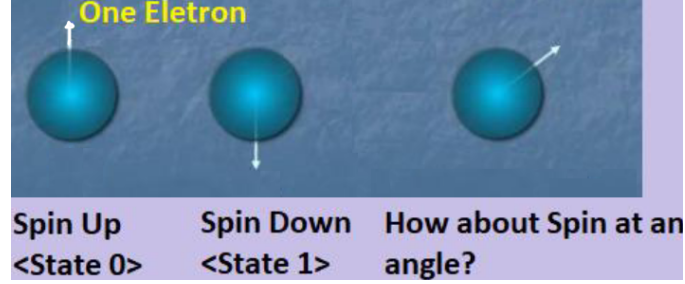 One Eletron
Spin Up
<State 0>
Spin Down
<State 1>
How about Spin at an
angle?